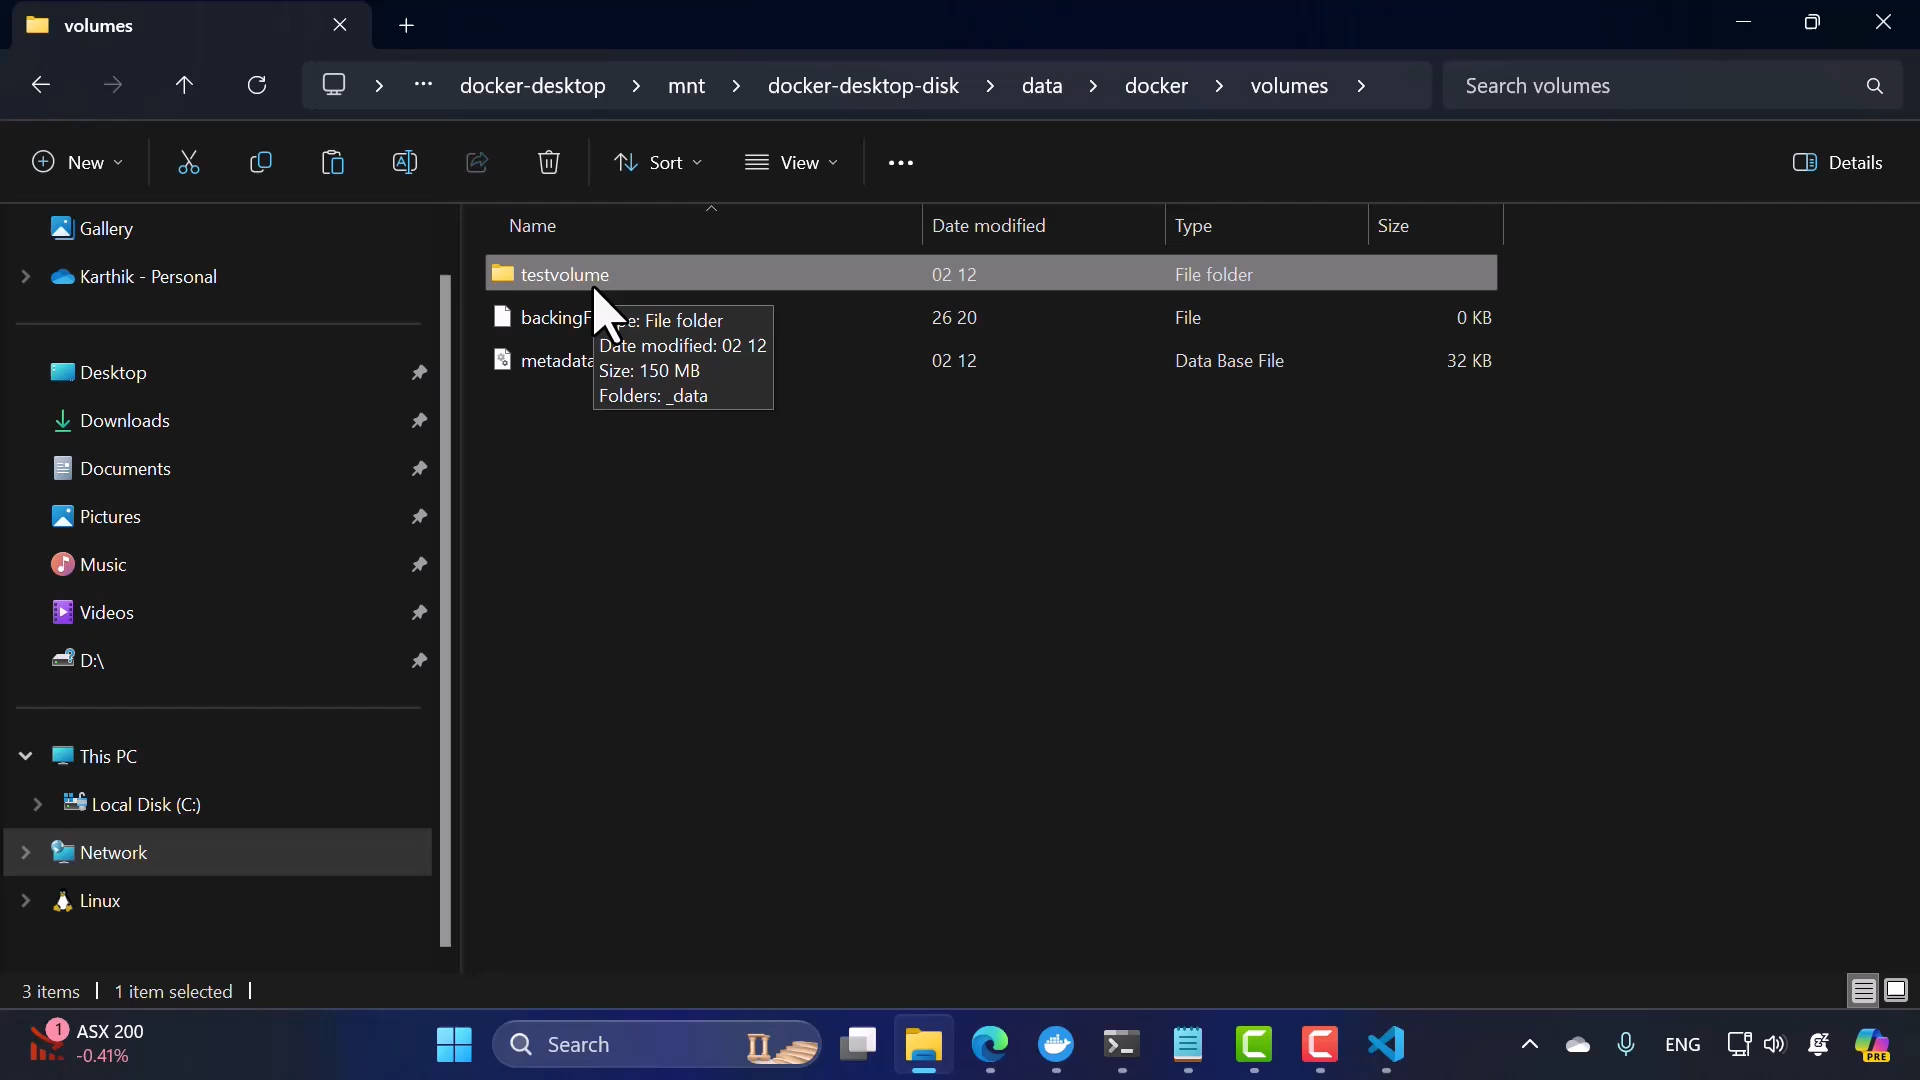 volumes
docker-desktop
mnt
docker-desktop-disk
data
docker
volumes
Search volumes
New
Sort
View
Details
Gallery
Karthik - Personal
Desktop
Downloads
Documents
Pictures
Music
Videos
D:\
This PC
Local Disk (C:)
Network
Linux
Name Date modified Type Size
testvolume 02 12 File folder
26 20 File 0 KB
02 12 Data Base File 32 KB
File folder
Date modified: 02 12
Size: 150 MB
Folders: _data
3 items 1 item selected
1
ASX 200
-0.41%
Search
ENG
PRE